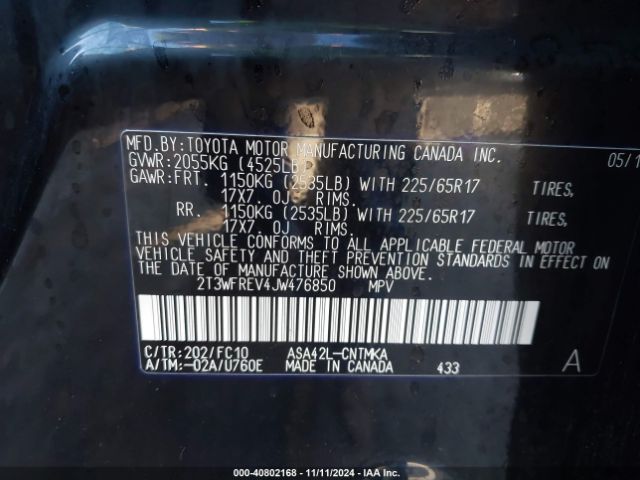 MFD.BY:TOYOTA MOTOR MANUFACTURING CANADA INC.
GVWR:2055KG (4525LB) 05/1
GAWR:FRT. 1150KG (2535LB) WITH 225/65R17 TIRES,
17X7. 0J RIMS.
RR. 1150KG (2535LB) WITH 225/65R17 TIRES,
17X7. 0J RIMS.
THIS VEHICLE CONFORMS TO ALL APPLICABLE FEDERAL MOTOR
VEHICLE SAFETY, BUMPER, AND THEFT PREVENTION STANDARDS
IN EFFECT ON THE DATE OF MANUFACTURE SHOWN ABOVE.
2T3WFREV4JW476850 MPV
C/TR:202/FC10 ASA42L-CNTMKA A
A/TM:-02A/U760E MADE IN CANADA 433
000-40802168 - 11/11/2024 - IAA Inc.